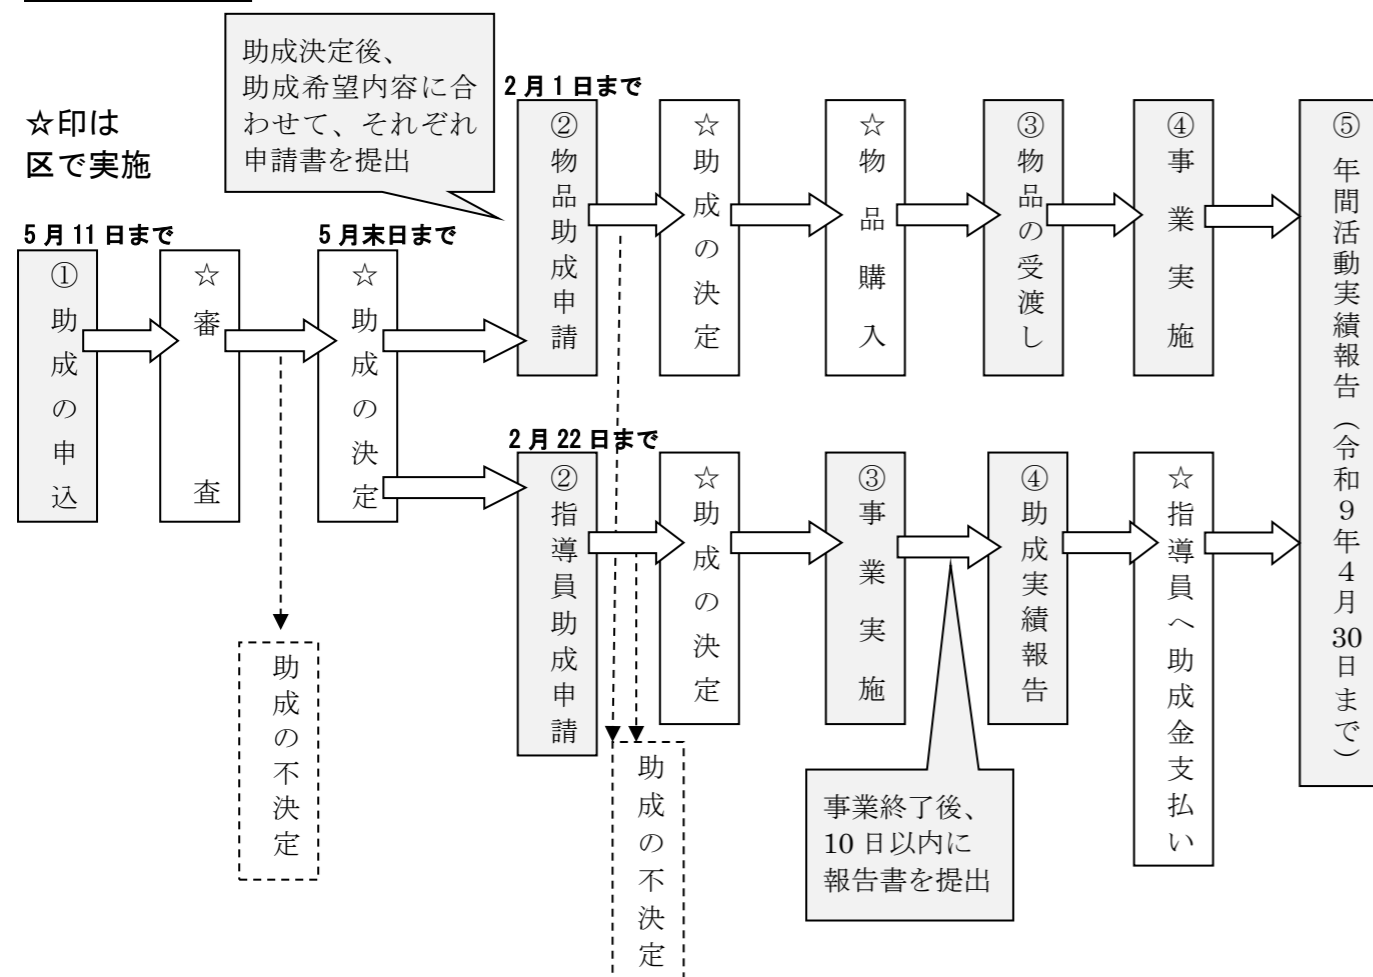 助成決定後、
助成希望内容に合
わせて、それぞれ
申請書を提出
☆印は
区で実施
5月11日まで
①助成の申込
☆審査
5月末日まで
☆助成の決定
助成の不決定
2月1日まで
②物品助成申請
☆助成の決定
☆物品購入
③物品の受渡し
④事業実施
2月22日まで
②指導員助成申請
☆助成の決定
③事業実施
④助成実績報告
☆指導員へ助成金支払い
助成の不決定
事業終了後、
10日以内に
報告書を提出
⑤年間活動実績報告（令和9年4月30日まで）